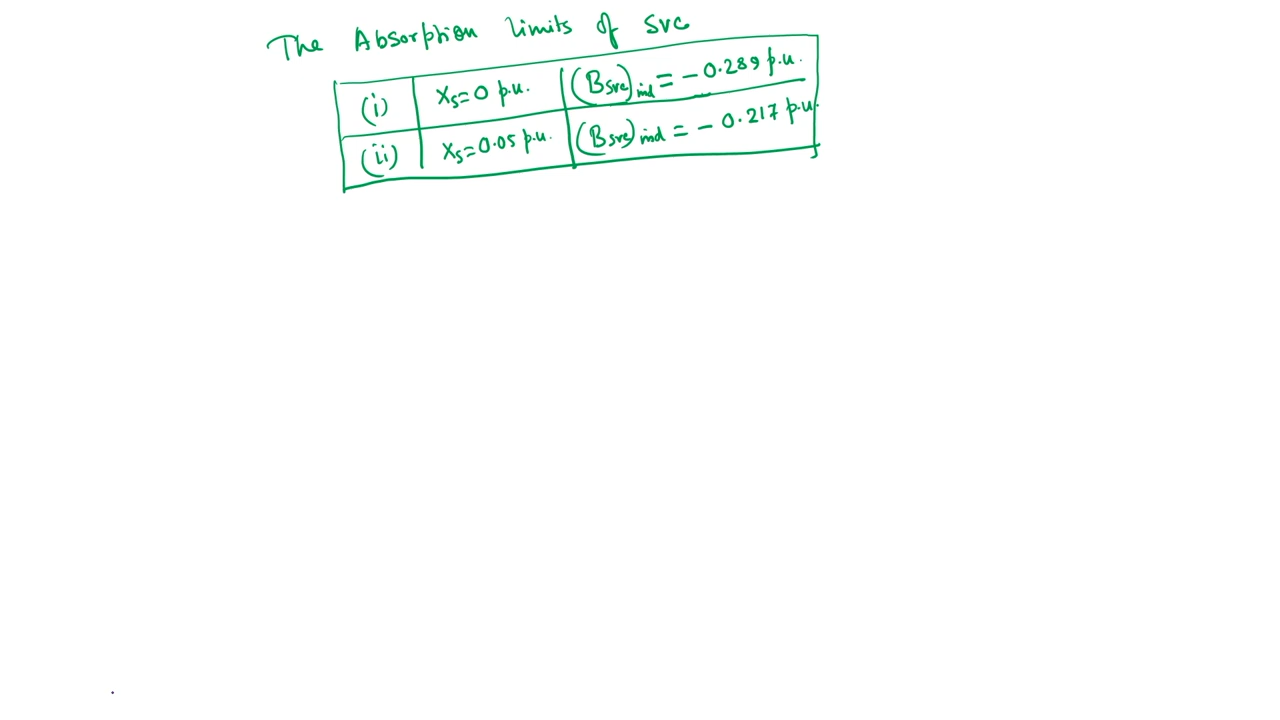 The Absorption limits of SVC
(i) Xs=0 p.u. (Bsvc)ind = - 0.289 p.u.
(ii) Xs=0.05 p.u. (Bsvc)ind = - 0.217 p.u.